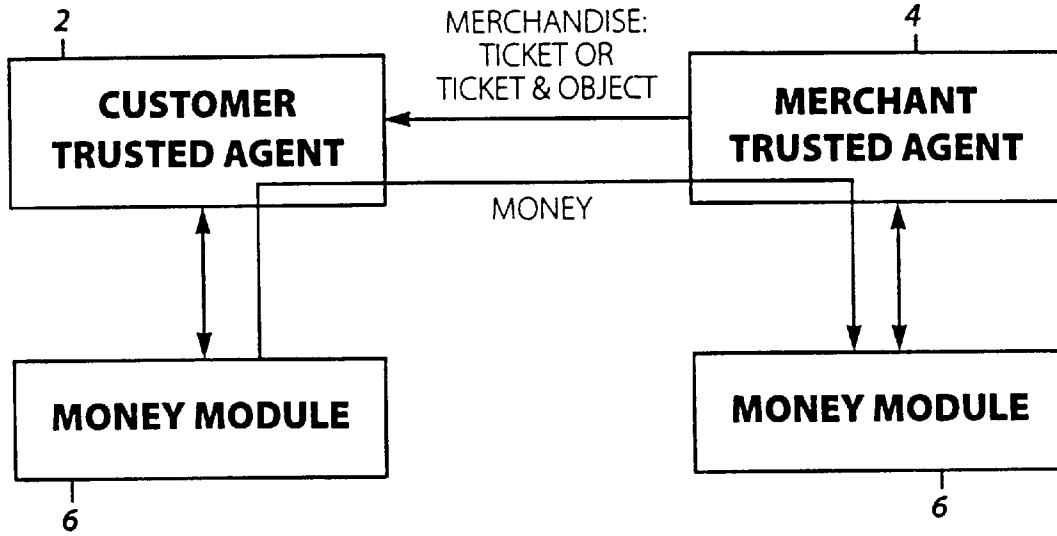 2
MERCHANDISE:
TICKET OR
TICKET & OBJECT
4
CUSTOMER
TRUSTED AGENT
MERCHANT
TRUSTED AGENT
MONEY
MONEY MODULE
MONEY MODULE
6
6